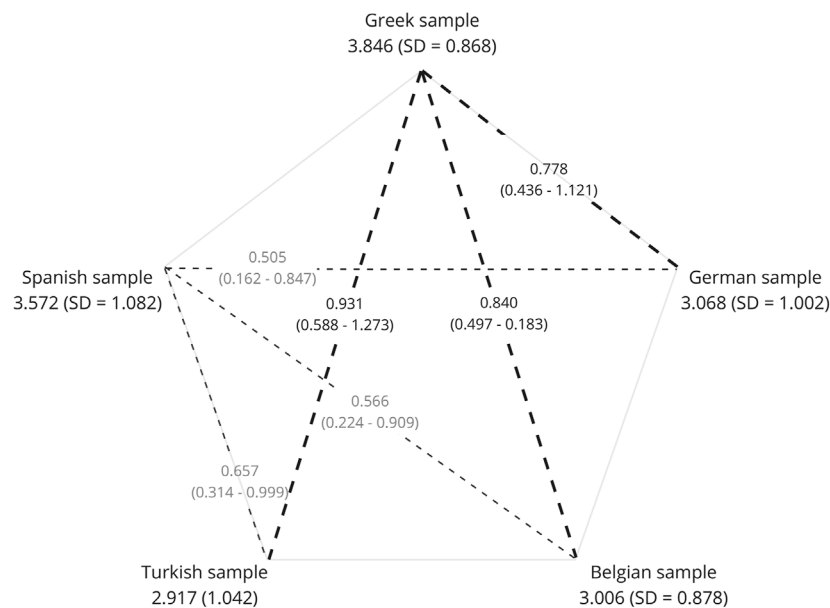 Greek sample
3.846 (SD = 0.868)
0.778
(0.436 - 1.121)
0.505
(0.162 - 0.847)
Spanish sample
3.572 (SD = 1.082)
German sample
3.068 (SD = 1.002)
0.931
(0.588 - 1.273)
0.840
(0.497 - 0.183)
0.566
(0.224 - 0.909)
0.657
(0.314 - 0.999)
Turkish sample
2.917 (1.042)
Belgian sample
3.006 (SD = 0.878)